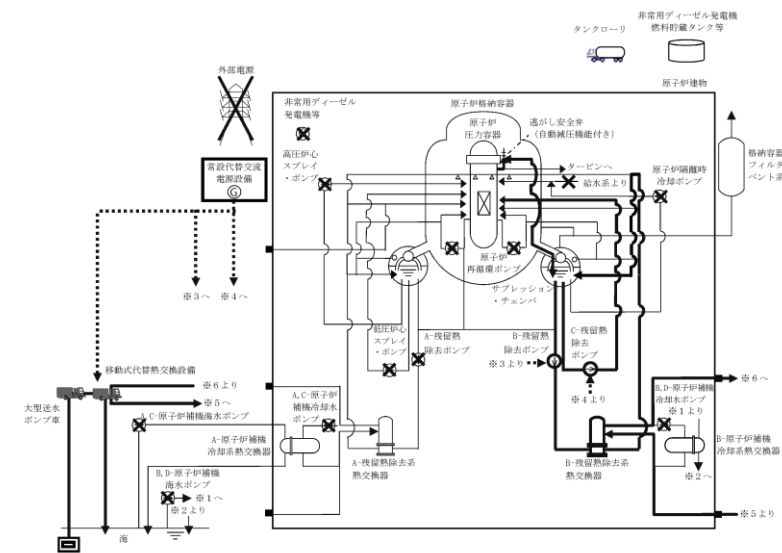 非常用ディーゼル発電機
燃料貯蔵タンク等
タンクローリ
原子炉建物
外部電源
非常用ディーゼル
発電機等
原子炉格納容器
原子炉
圧力容器
逃がし安全弁
(自動減圧機能付き)
高圧炉心
スプレイ
・ポンプ
タービンへ
給水系より
原子炉隔離時
冷却ポンプ
格納容器
フィルタ
ベント系
常設代替交流
電源設備
G
※3へ
※4へ
原子炉
再循環ポンプ
サプレッション・
チェンバ
低圧炉心
スプレイ
・ポンプ
A-残留熱
除去ポンプ
B-残留熱
除去ポンプ
※3より
C-残留熱
除去
ポンプ
※4より
移動式代替熱交換設備
※6より
※5へ
大型送水
ポンプ車
A,C-原子炉補機海水ポンプ
A,C-原子炉
補機冷却水
ポンプ
A-原子炉補機
冷却系熱交換器
A-残留熱除去系
熱交換器
B-残留熱除去系
熱交換器
B,D-原子炉補機
冷却水ポンプ
※1より
※6へ
B-原子炉補機
冷却系熱交換器
※2へ
※5より
B,D-原子炉補機
海水ポンプ
※1へ
※2より
海